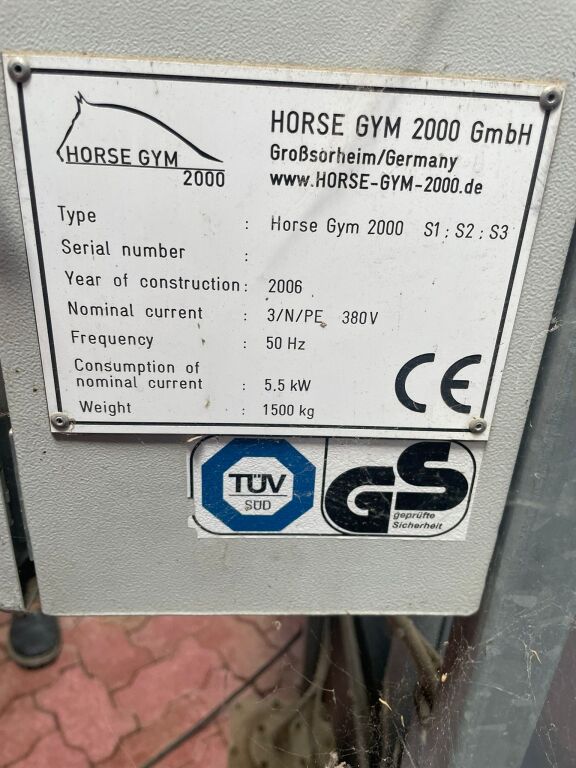 HORSE GYM
2000
HORSE GYM 2000 GmbH
Großsorheim/Germany
www.HORSE-GYM-2000.de
Type : Horse Gym 2000 S1 ; S2 ; S3
Serial number :
Year of construction : 2006
Nominal current : 3/N/PE 380V
Frequency : 50 Hz
Consumption of
nominal current : 5.5 kW
Weight : 1500 kg
CE
TÜV
SÜD
GS
geprüfte
Sicherheit